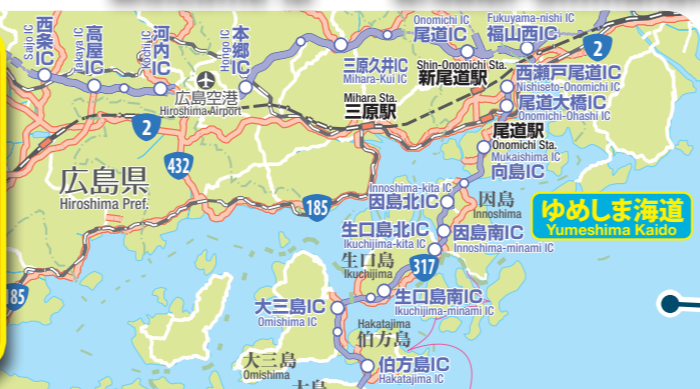 西条IC
Saijo IC
高屋IC
Takaya IC
河内IC
Kochi IC
本郷IC
Hongo IC
広島空港
Hiroshima Airport
三原久井IC
Mihara-Kui IC
Onomichi IC
尾道IC
Fukuyama-nishi IC
福山西IC
2
Shin-Onomichi Sta.
新尾道駅
西瀬戸尾道IC
Nishiseto-Onomichi IC
尾道大橋IC
Onomichi-Ohashi IC
Mihara Sta.
三原駅
尾道駅
Onomichi Sta.
Mukaishima IC
向島IC
2
432
広島県
Hiroshima Pref.
185
Innoshima-kita IC
因島北IC
因島
Innoshima
ゆめしま海道
Yumeshima Kaido
生口島北IC
Ikuchijima-kita IC
因島南IC
Innoshima-minami IC
生口島
Ikuchijima
317
185
生口島南IC
Ikuchijima-minami IC
大三島IC
Omishima IC
Hakatajima
伯方島
大三島
Omishima
伯方島IC
Hakatajima IC